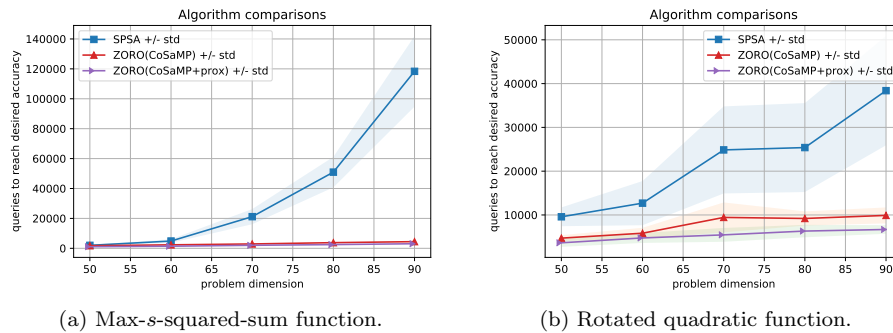 Algorithm comparisons
SPSA +/- std
ZORO(CoSaMP) +/- std
ZORO(CoSaMP+prox) +/- std
140000
120000
100000
80000
60000
40000
20000
0
queries to reach desired accuracy
50 55 60 65 70 75 80 85 90
problem dimension
(a) Max-s-squared-sum function.
Algorithm comparisons
SPSA +/- std
ZORO(CoSaMP) +/- std
ZORO(CoSaMP+prox) +/- std
50000
40000
30000
20000
10000
queries to reach desired accuracy
50 55 60 65 70 75 80 85 90
problem dimension
(b) Rotated quadratic function.